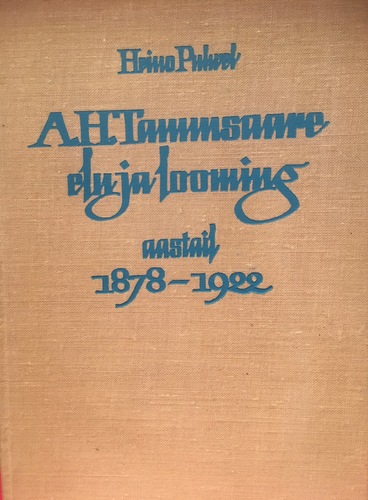 Heino Puhvel
A.H. Tammsaare
elu ja looming
aastail
1878-1922